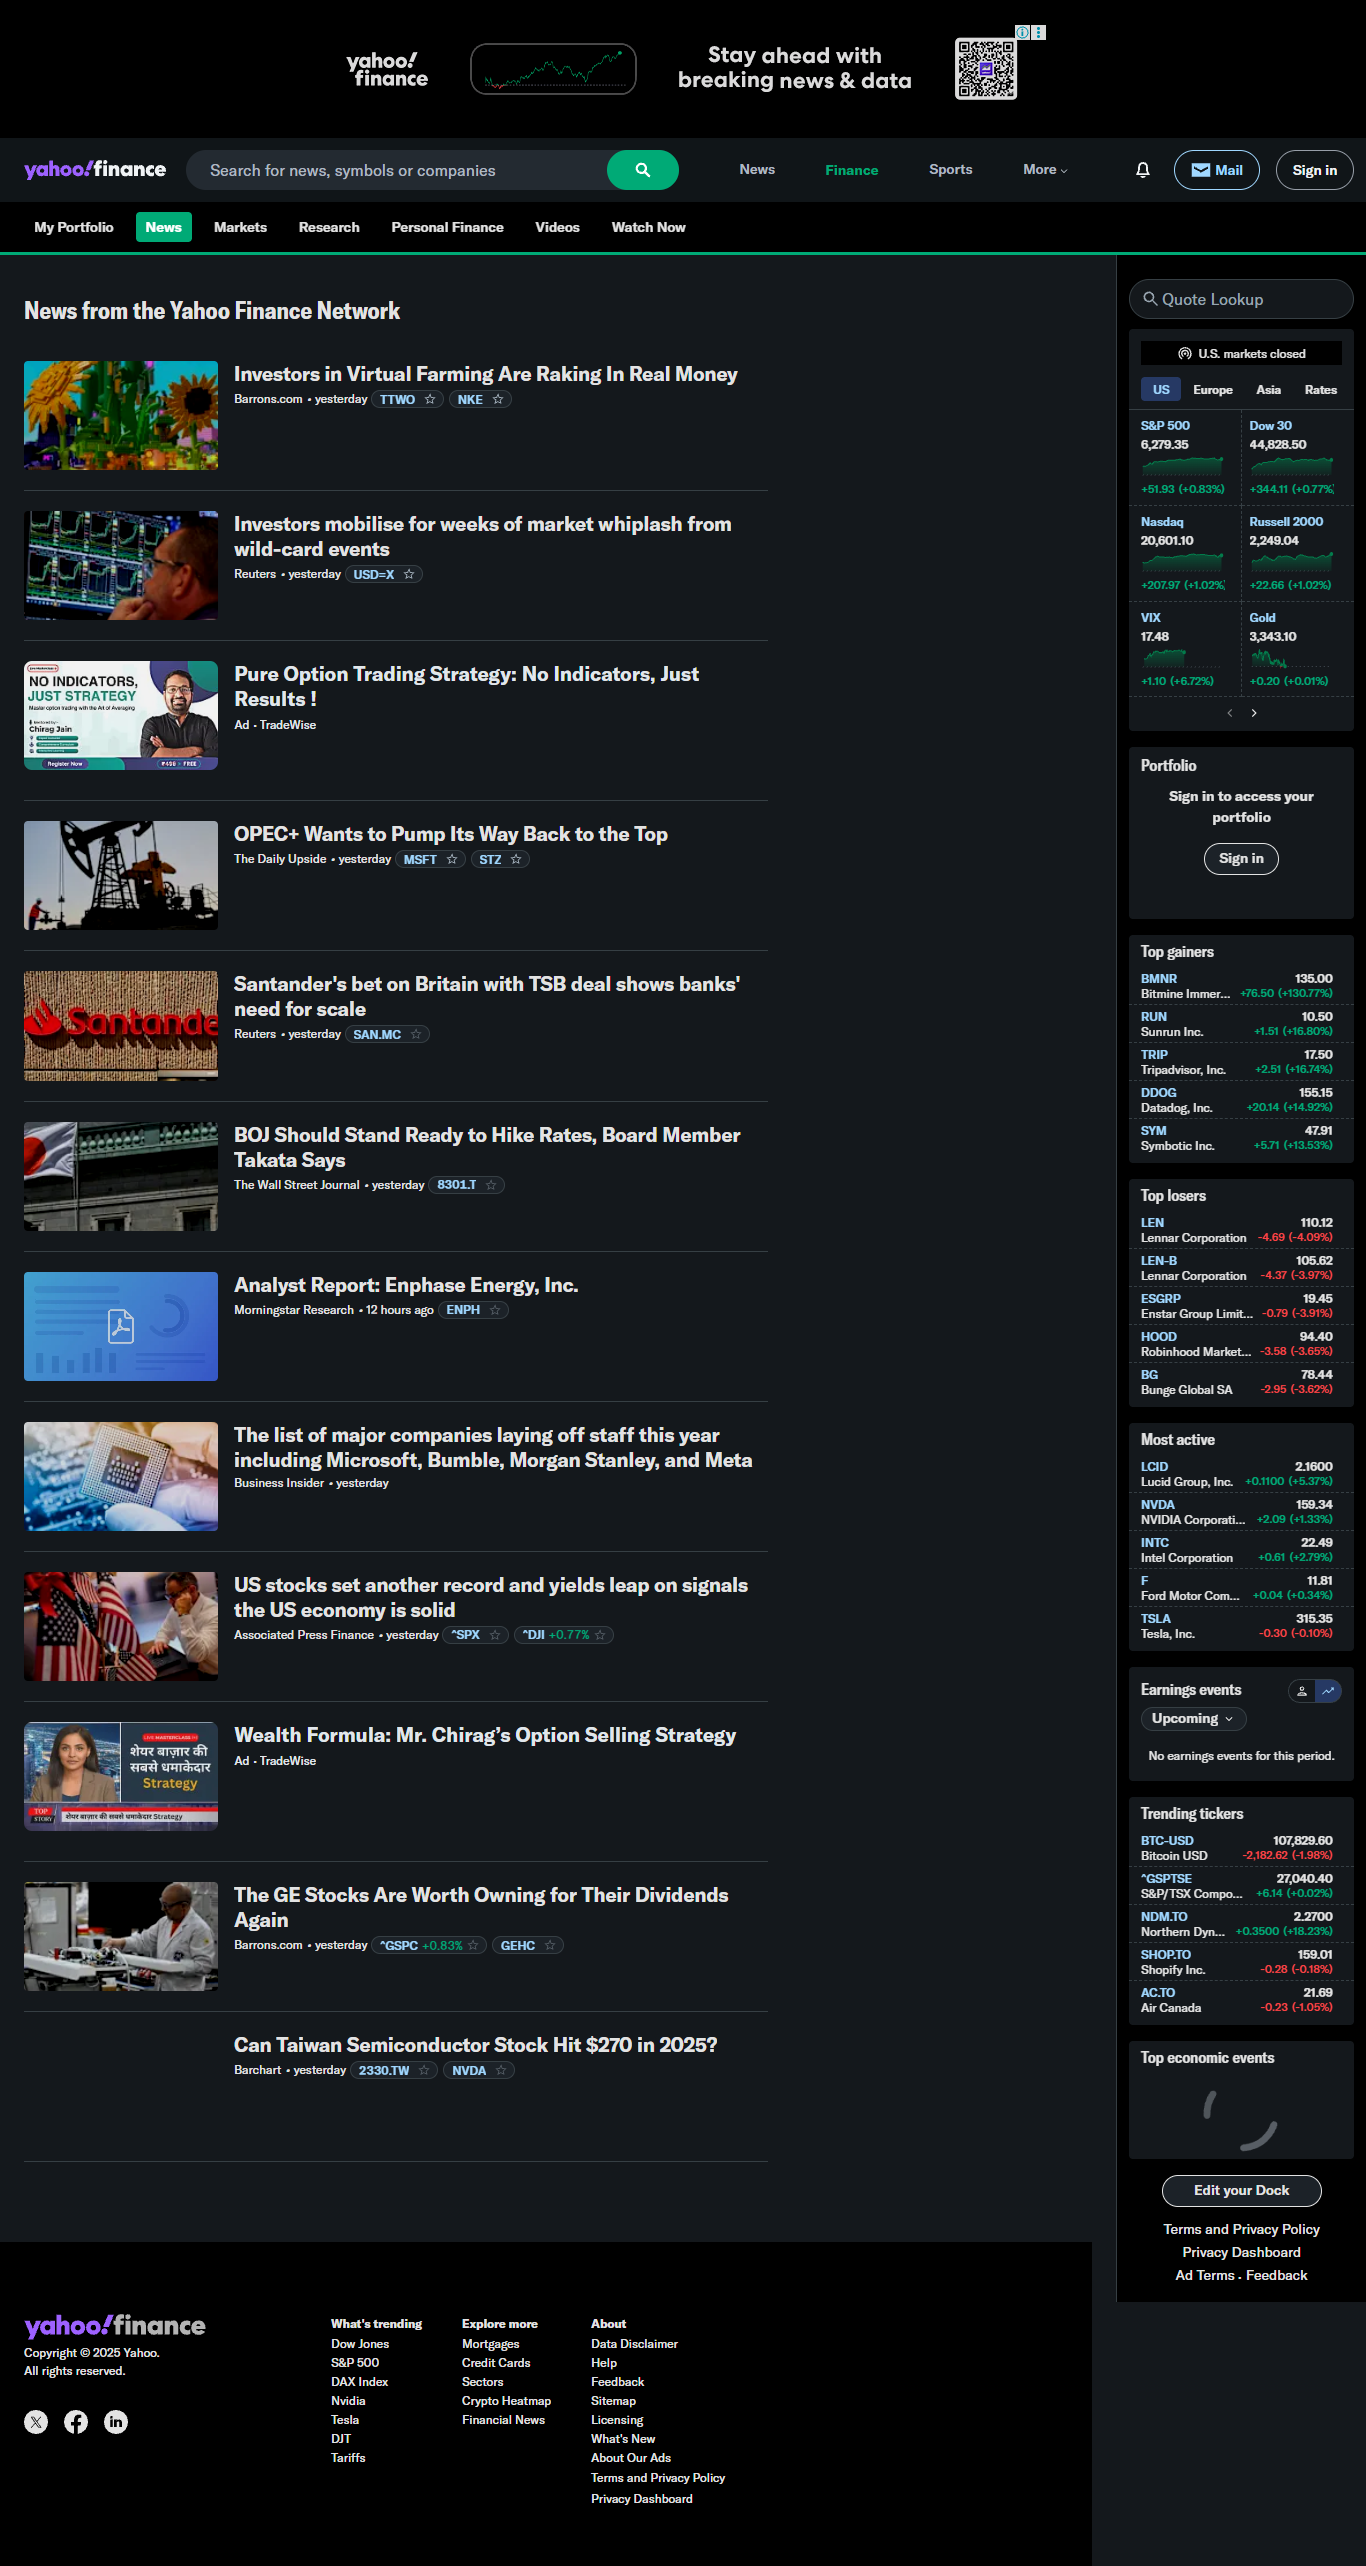 yahoo!
finance
Stay ahead with
breaking news & data
yahoo!finance
Search for news, symbols or companies
News
Finance
Sports
More
Mail
Sign in
My Portfolio
News
Markets
Research
Personal Finance
Videos
Watch Now
News from the Yahoo Finance Network
Investors in Virtual Farming Are Raking In Real Money
Barrons.com • yesterday TTWO NKE
Investors mobilise for weeks of market whiplash from
wild-card events
Reuters • yesterday USD=X
NO INDICATORS,
JUST STRATEGY
Master option trading with the Art of Averaging
Chirag Jain
Register Now
₹499 FREE
Pure Option Trading Strategy: No Indicators, Just
Results !
Ad • TradeWise
OPEC+ Wants to Pump Its Way Back to the Top
The Daily Upside • yesterday MSFT STZ
Santande
Santander's bet on Britain with TSB deal shows banks'
need for scale
Reuters • yesterday SAN.MC
BOJ Should Stand Ready to Hike Rates, Board Member
Takata Says
The Wall Street Journal • yesterday 8301.T
Analyst Report: Enphase Energy, Inc.
Morningstar Research • 12 hours ago ENPH
The list of major companies laying off staff this year
including Microsoft, Bumble, Morgan Stanley, and Meta
Business Insider • yesterday
US stocks set another record and yields leap on signals
the US economy is solid
Associated Press Finance • yesterday ^SPX ^DJI +0.77%
LIVE MASTERCLASS
शेयर बाज़ार की
सबसे धमाकेदार
Strategy
TOP
STORY
शेयर बाज़ार की सबसे धमाकेदार Strategy
Wealth Formula: Mr. Chirag’s Option Selling Strategy
Ad • TradeWise
The GE Stocks Are Worth Owning for Their Dividends
Again
Barrons.com • yesterday ^GSPC +0.83% GEHC
Can Taiwan Semiconductor Stock Hit $270 in 2025?
Barchart • yesterday 2330.TW NVDA
Quote Lookup
U.S. markets closed
US Europe Asia Rates
S&P 500
6,279.35
+51.93 (+0.83%)
Dow 30
44,828.50
+344.11 (+0.77%)
Nasdaq
20,601.10
+207.97 (+1.02%)
Russell 2000
2,249.04
+22.66 (+1.02%)
VIX
17.48
+1.10 (+6.72%)
Gold
3,343.10
+0.20 (+0.01%)
Portfolio
Sign in to access your
portfolio
Sign in
Top gainers
BMNR 135.00
Bitmine Immer... +76.50 (+130.77%)
RUN 10.50
Sunrun Inc. +1.51 (+16.80%)
TRIP 17.50
Tripadvisor, Inc. +2.51 (+16.74%)
DDOG 155.15
Datadog, Inc. +20.14 (+14.92%)
SYM 47.91
Symbotic Inc. +5.71 (+13.53%)
Top losers
LEN 110.12
Lennar Corporation -4.69 (-4.09%)
LEN-B 105.62
Lennar Corporation -4.37 (-3.97%)
ESGRP 19.45
Enstar Group Limit... -0.79 (-3.91%)
HOOD 94.40
Robinhood Market... -3.58 (-3.65%)
BG 78.44
Bunge Global SA -2.95 (-3.62%)
Most active
LCID 2.1600
Lucid Group, Inc. +0.1100 (+5.37%)
NVDA 159.34
NVIDIA Corporati... +2.09 (+1.33%)
INTC 22.49
Intel Corporation +0.61 (+2.79%)
F 11.81
Ford Motor Com... +0.04 (+0.34%)
TSLA 315.35
Tesla, Inc. -0.30 (-0.10%)
Earnings events
Upcoming
No earnings events for this period.
Trending tickers
BTC-USD 107,829.60
Bitcoin USD -2,182.62 (-1.98%)
^GSPTSE 27,040.40
S&P/TSX Compo... +6.14 (+0.02%)
NDM.TO 2.2700
Northern Dyn... +0.3500 (+18.23%)
SHOP.TO 159.01
Shopify Inc. -0.28 (-0.18%)
AC.TO 21.69
Air Canada -0.23 (-1.05%)
Top economic events
Edit your Dock
Terms and Privacy Policy
Privacy Dashboard
Ad Terms • Feedback
yahoo!finance
Copyright © 2025 Yahoo.
All rights reserved.
What's trending
Dow Jones
S&P 500
DAX Index
Nvidia
Tesla
DJT
Tariffs
Explore more
Mortgages
Credit Cards
Sectors
Crypto Heatmap
Financial News
About
Data Disclaimer
Help
Feedback
Sitemap
Licensing
What's New
About Our Ads
Terms and Privacy Policy
Privacy Dashboard